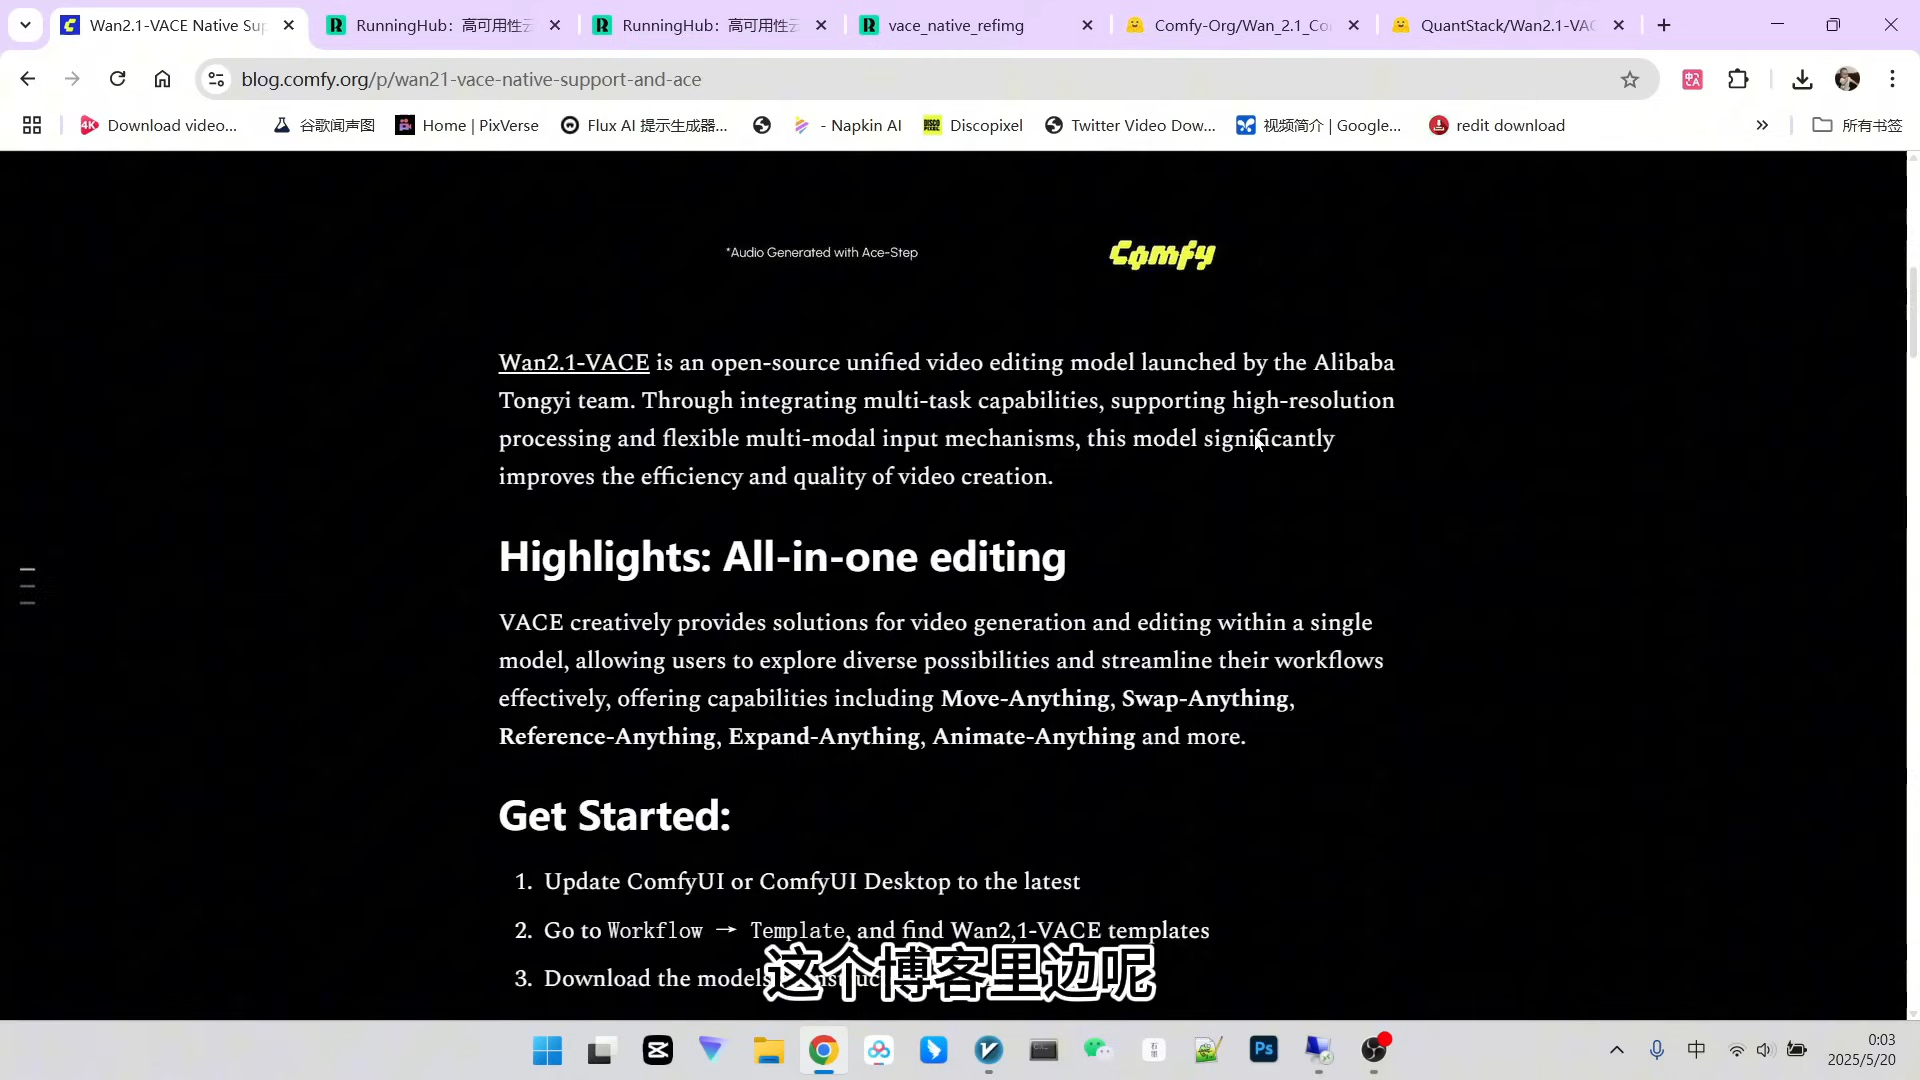 Wan2.1-VACE Native Sup
RunningHub：高可用性云
RunningHub：高可用性云
vace_native_refimg
Comfy-Org/Wan_2.1_Co
QuantStack/Wan2.1-VAC
blog.comfy.org/p/wan21-vace-native-support-and-ace
4K
Download video...
谷歌闻声图
Home | PixVerse
Flux AI 提示生成器...
- Napkin AI
Discopixel
Twitter Video Dow...
视频简介 | Google...
redit download
所有书签
*Audio Generated with Ace-Step
Comfy
Wan2.1-VACE is an open-source unified video editing model launched by the Alibaba
Tongyi team. Through integrating multi-task capabilities, supporting high-resolution
processing and flexible multi-modal input mechanisms, this model significantly
improves the efficiency and quality of video creation.
Highlights: All-in-one editing
VACE creatively provides solutions for video generation and editing within a single
model, allowing users to explore diverse possibilities and streamline their workflows
effectively, offering capabilities including Move-Anything, Swap-Anything,
Reference-Anything, Expand-Anything, Animate-Anything and more.
Get Started:
1. Update ComfyUI or ComfyUI Desktop to the latest
2. Go to Workflow → Template, and find Wan2,1-VACE templates
3. Download the models
这个博客里边呢
Ps
中
0:03
2025/5/20